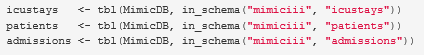 icustays   <- tbl(MimicDB, in_schema("mimiciii", "icustays"))
patients   <- tbl(MimicDB, in_schema("mimiciii", "patients"))
admissions <- tbl(MimicDB, in_schema("mimiciii", "admissions"))